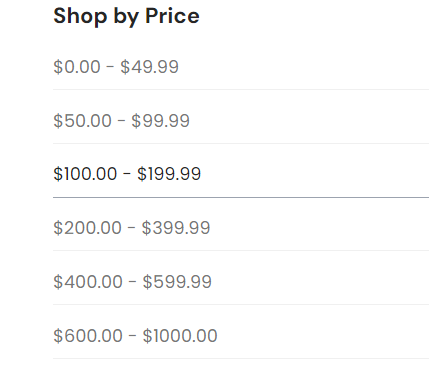 Shop by Price
$0.00 - $49.99
$50.00 - $99.99
$100.00 - $199.99
$200.00 - $399.99
$400.00 - $599.99
$600.00 - $1000.00